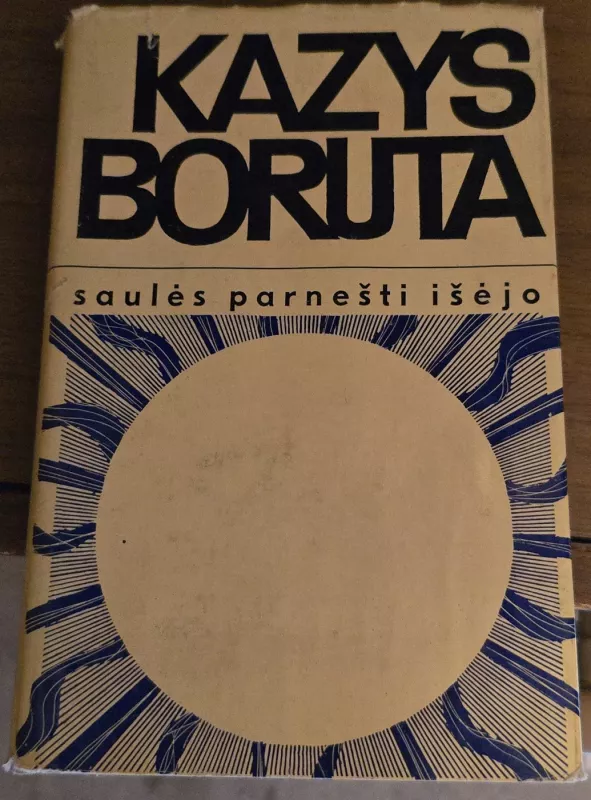 KAZYS
BORUTA
saulės parnešti išėjo